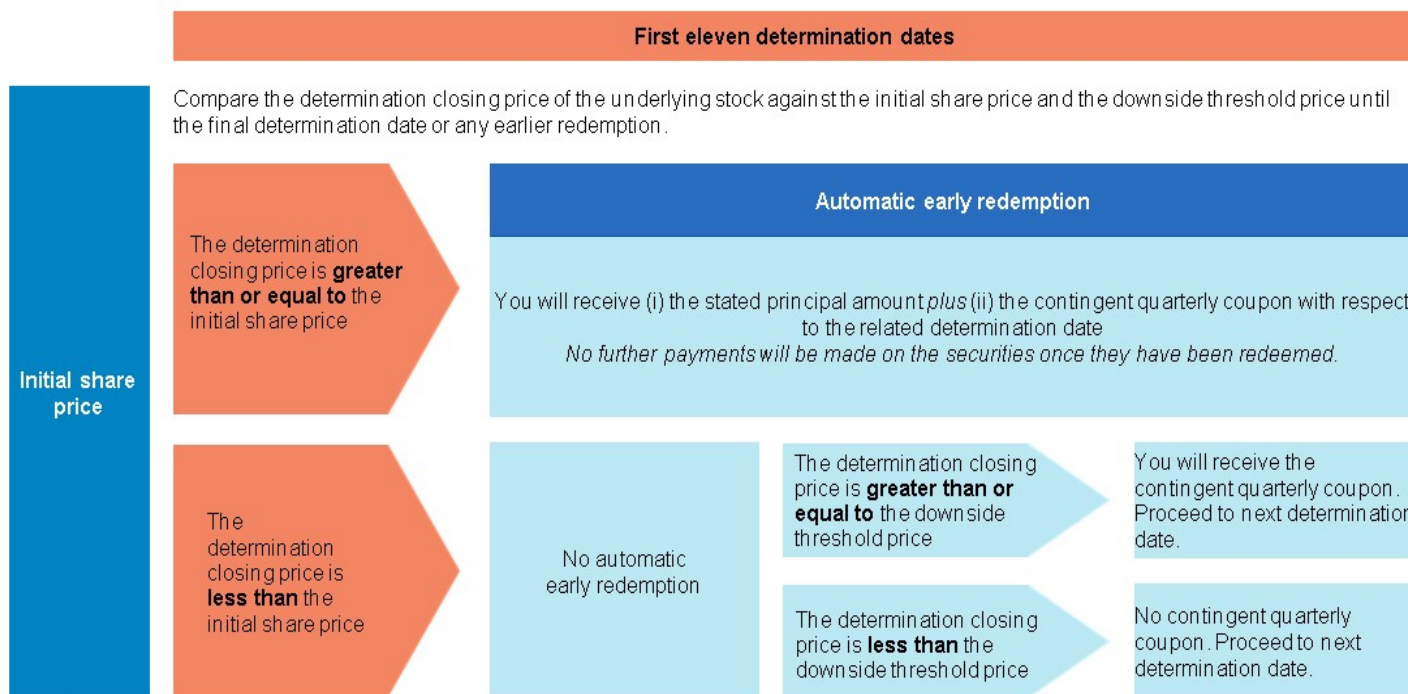 First eleven determination dates
Compare the determination closing price of the underlying stock against the initial share price and the downside threshold price until
the final determination date or any earlier redemption.
Initial share
price
The determination
closing price is greater
than or equal to the
initial share price
Automatic early redemption
You will receive (i) the stated principal amount plus (ii) the contingent quarterly coupon with respect
to the related determination date
No further payments will be made on the securities once they have been redeemed.
The
determination
closing price is
less than the
initial share price
No automatic
early redemption
The determination closing
price is greater than or
equal to the downside
threshold price
You will receive the
contingent quarterly coupon.
Proceed to next determination
date.
The determination closing
price is less than the
downside threshold price
No contingent quarterly
coupon. Proceed to next
determination date.